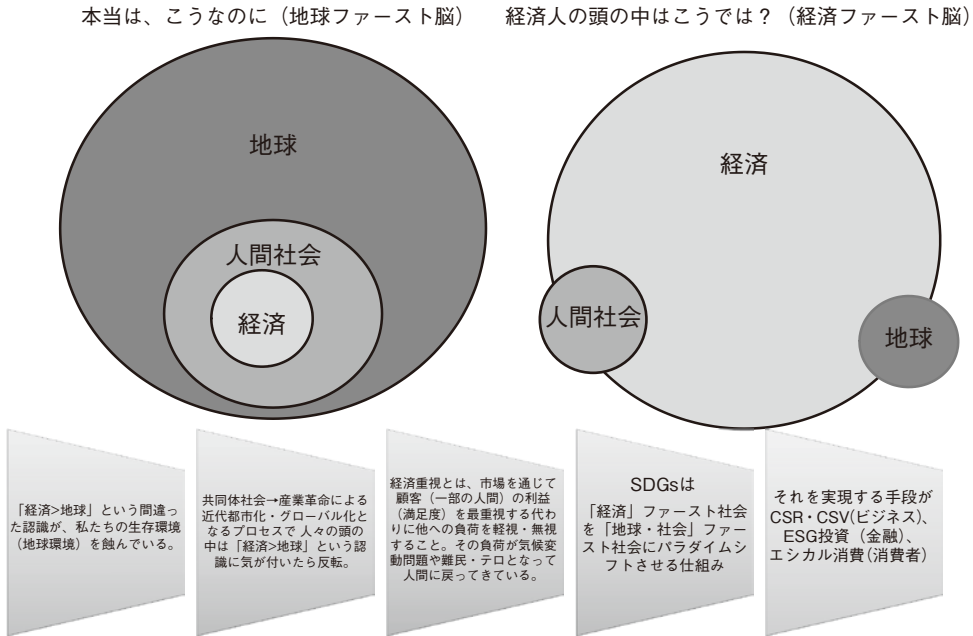 本当は、こうなのに（地球ファースト脳）
経済人の頭の中はこうでは？（経済ファースト脳）
地球
人間社会
経済
経済
人間社会
地球
「経済>地球」という間違
った認識が、私たちの生存環境
（地球環境）を蝕んでいる。
共同体社会→産業革命による
近代都市化・グローバル化と
なるプロセスで 人々の頭の
中は「経済>地球」という認
識に気が付いたら反転。
経済重視とは、市場を通じて
顧客（一部の人間）の利益
（満足度）を最重視する代わ
りに他への負荷を軽視・無視
すること。その負荷が気候変
動問題や難民・テロとなって
人間に戻ってきている。
SDGsは
「経済」ファースト社会
を「地球・社会」ファー
スト社会にパラダイムシ
フトさせる仕組み
それを実現する手段が
CSR・CSV(ビジネス)、
ESG投資（金融）、
エシカル消費(消費者)